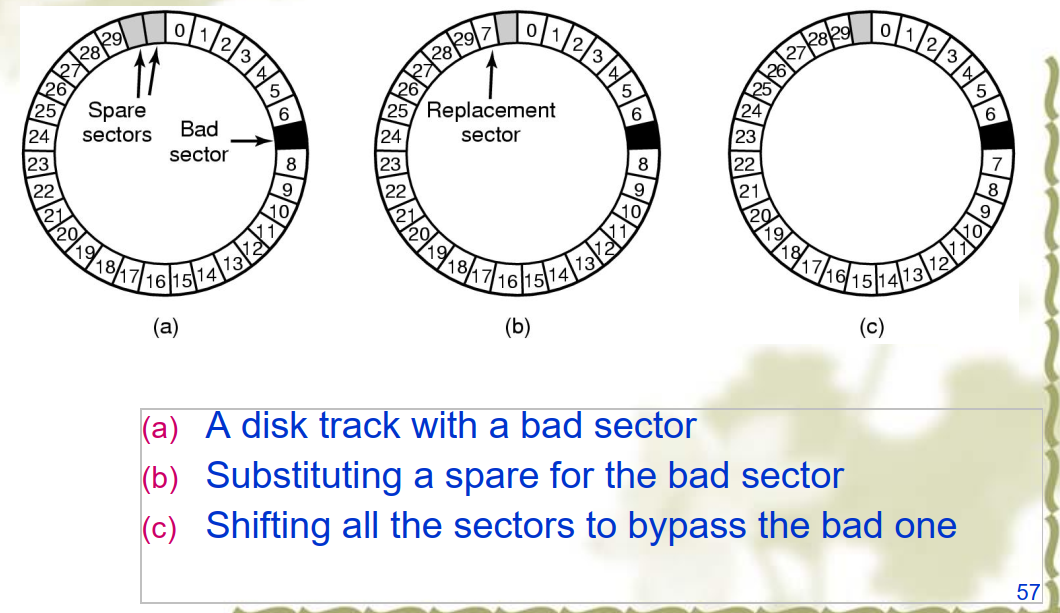 29 0 1 2 3 4 5 6 8 9 10 11 12 13 14 15 16 17 18 19 20 21 22 23 24 25 26 27 28
Spare
sectors
Bad
sector
(a)
29 7 0 1 2 3 4 5 6 8 9 10 11 12 13 14 15 16 17 18 19 20 21 22 23 24 25 26 27 28
Replacement
sector
(b)
29 0 1 2 3 4 5 6 7 8 9 10 11 12 13 14 15 16 17 18 19 20 21 22 23 24 25 26 27 28
(c)
(a) A disk track with a bad sector
(b) Substituting a spare for the bad sector
(c) Shifting all the sectors to bypass the bad one
57